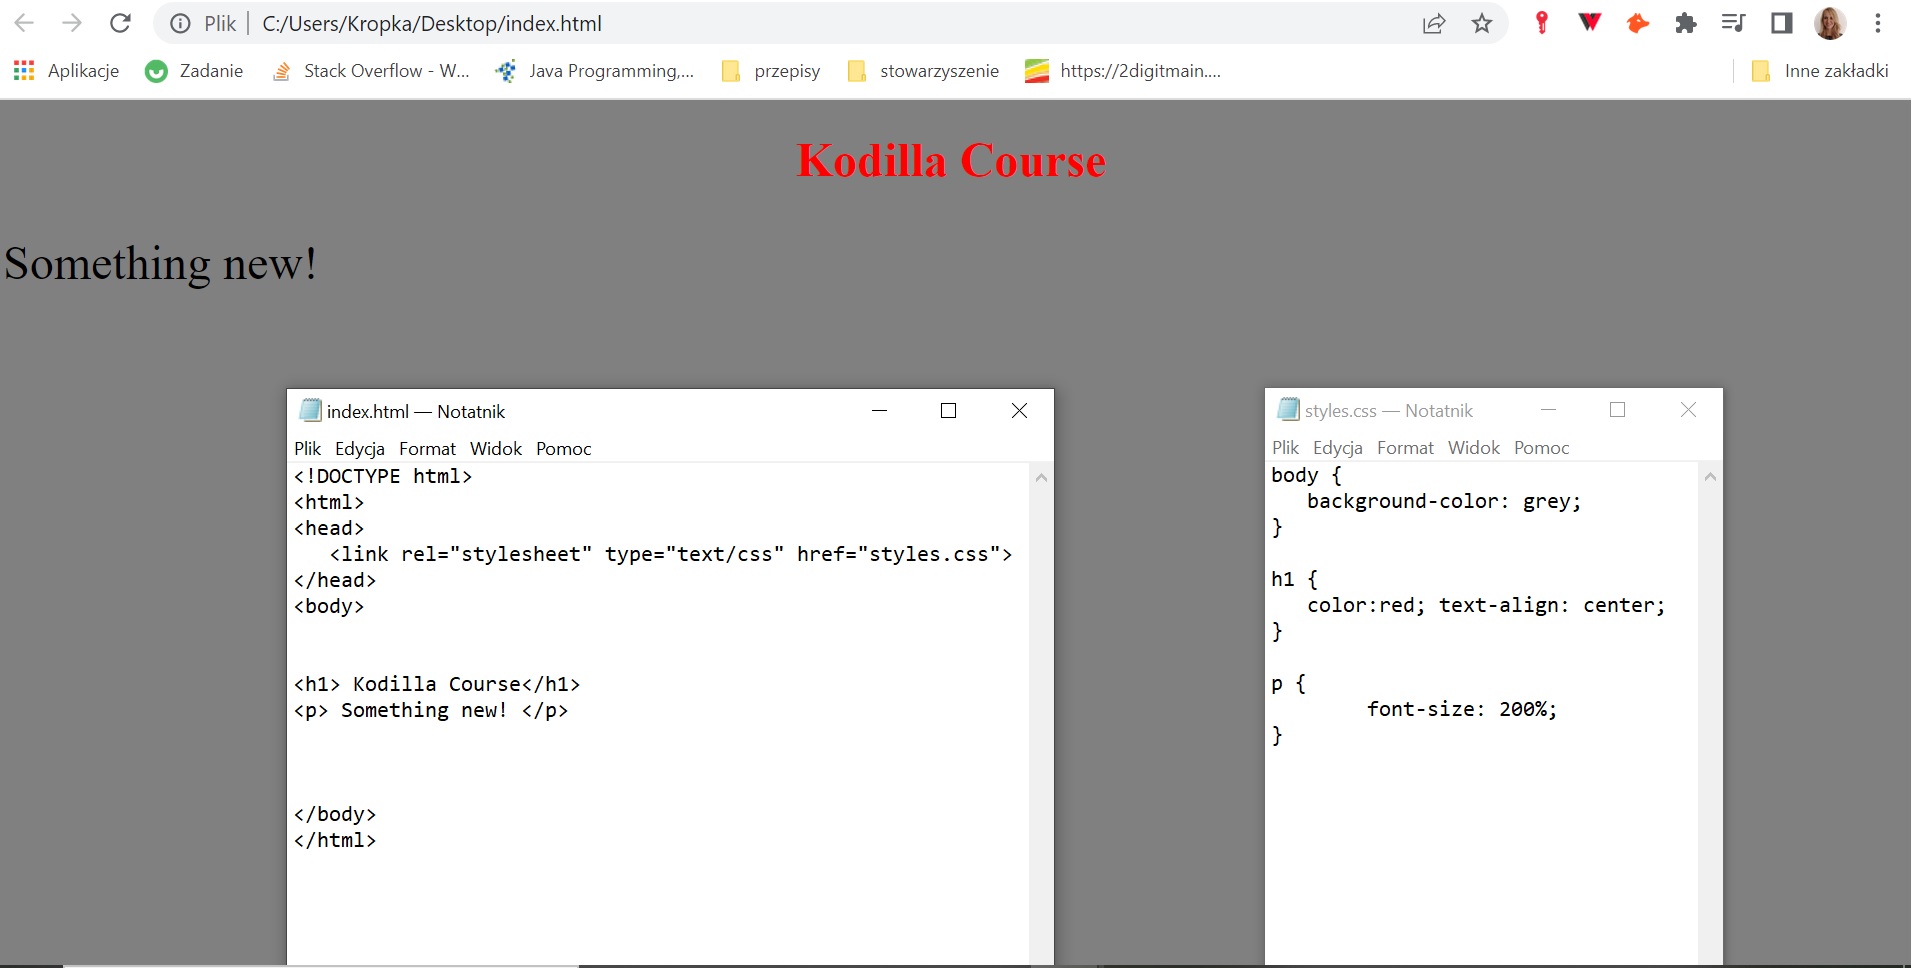 Plik C:/Users/Kropka/Desktop/index.html
Aplikacje Zadanie Stack Overflow - W... Java Programming,... przepisy stowarzyszenie https://2digitmain.... Inne zakładki
Kodilla Course
Something new!
index.html — Notatnik
Plik Edycja Format Widok Pomoc
<!DOCTYPE html>
<html>
<head>
   <link rel="stylesheet" type="text/css" href="styles.css">
</head>
<body>
<h1> Kodilla Course</h1>
<p> Something new! </p>
</body>
</html>
styles.css — Notatnik
Plik Edycja Format Widok Pomoc
body {
   background-color: grey;
}
h1 {
   color:red; text-align: center;
}
p {
        font-size: 200%;
}